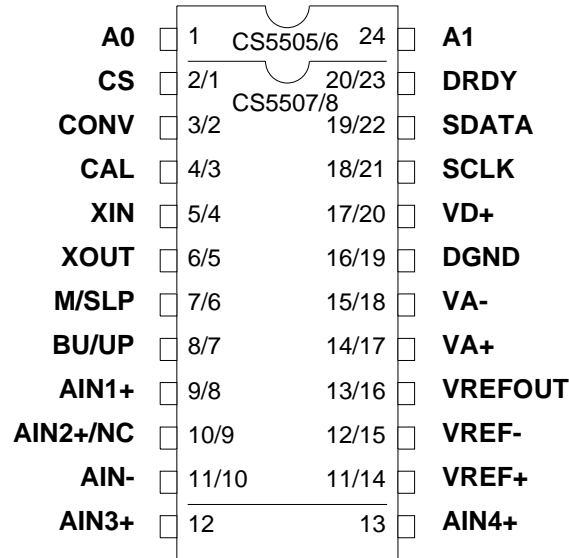 A0 1 CS5505/6 24 A1
CS 2/1 20/23 DRDY
CS5507/8
CONV 3/2 19/22 SDATA
CAL 4/3 18/21 SCLK
XIN 5/4 17/20 VD+
XOUT 6/5 16/19 DGND
M/SLP 7/6 15/18 VA-
BU/UP 8/7 14/17 VA+
AIN1+ 9/8 13/16 VREFOUT
AIN2+/NC 10/9 12/15 VREF-
AIN- 11/10 11/14 VREF+
AIN3+ 12 13 AIN4+